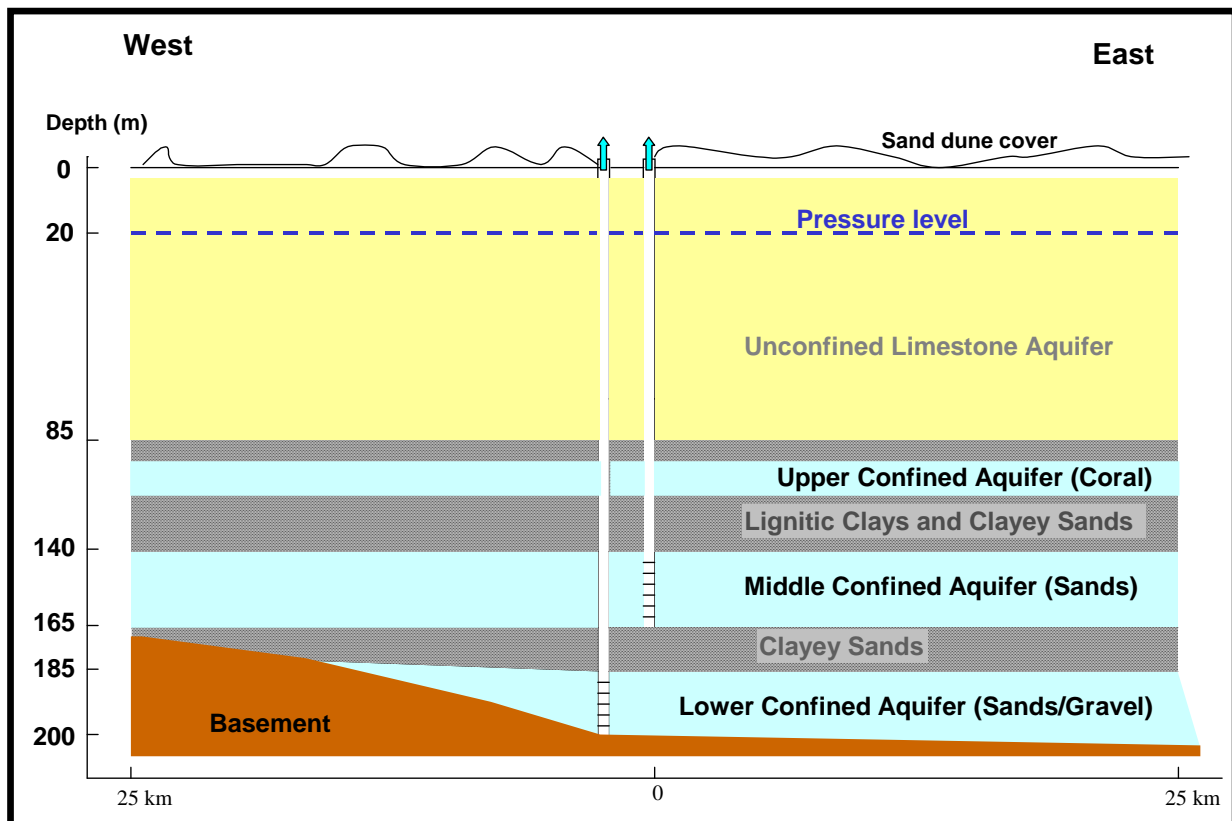 West
East
Depth (m)
Sand dune cover
0
Pressure level
20
Unconfined Limestone Aquifer
85
Upper Confined Aquifer (Coral)
Lignitic Clays and Clayey Sands
140
Middle Confined Aquifer (Sands)
165
Clayey Sands
185
Lower Confined Aquifer (Sands/Gravel)
Basement
200
25 km
0
25 km